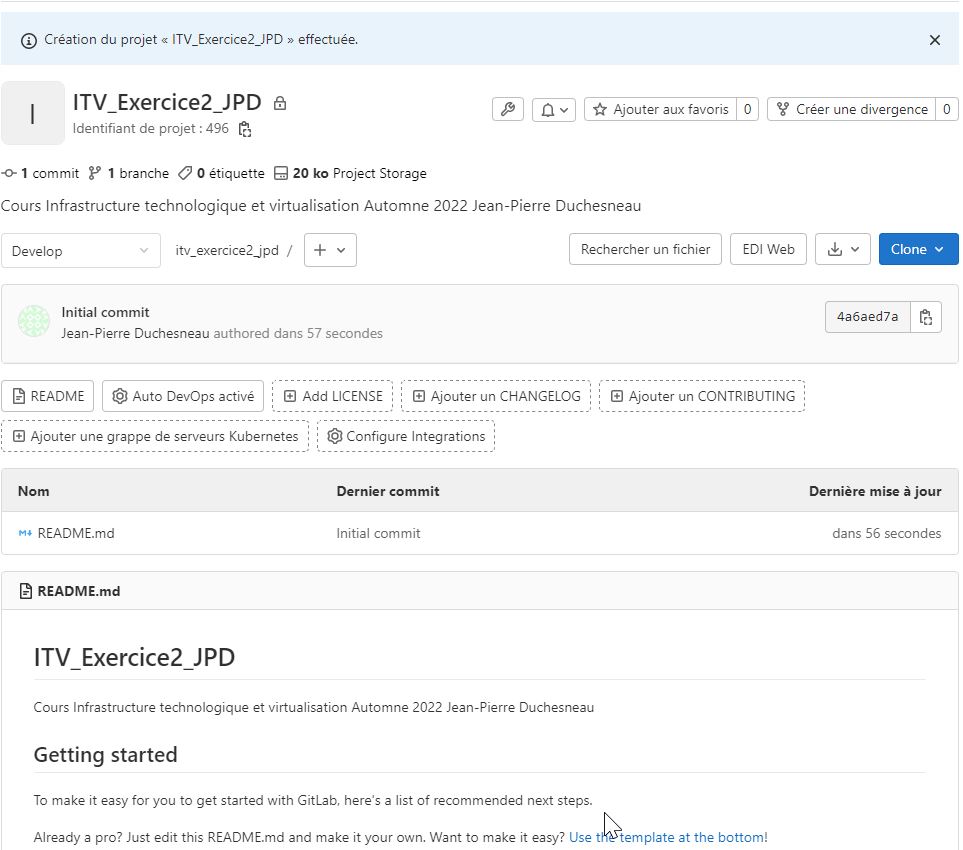 Création du projet « ITV_Exercice2_JPD » effectuée.
I
ITV_Exercice2_JPD
Identifiant de projet : 496
Ajouter aux favoris 0
Créer une divergence 0
1 commit 1 branche 0 étiquette 20 ko Project Storage
Cours Infrastructure technologique et virtualisation Automne 2022 Jean-Pierre Duchesneau
Develop itv_exercice2_jpd / + Rechercher un fichier EDI Web Clone
Initial commit
Jean-Pierre Duchesneau authored dans 57 secondes
4a6aed7a
README Auto DevOps activé Add LICENSE Ajouter un CHANGELOG Ajouter un CONTRIBUTING
Ajouter une grappe de serveurs Kubernetes Configure Integrations
Nom Dernier commit Dernière mise à jour
README.md Initial commit dans 56 secondes
README.md
ITV_Exercice2_JPD
Cours Infrastructure technologique et virtualisation Automne 2022 Jean-Pierre Duchesneau
Getting started
To make it easy for you to get started with GitLab, here's a list of recommended next steps.
Already a pro? Just edit this README.md and make it your own. Want to make it easy? Use the template at the bottom!